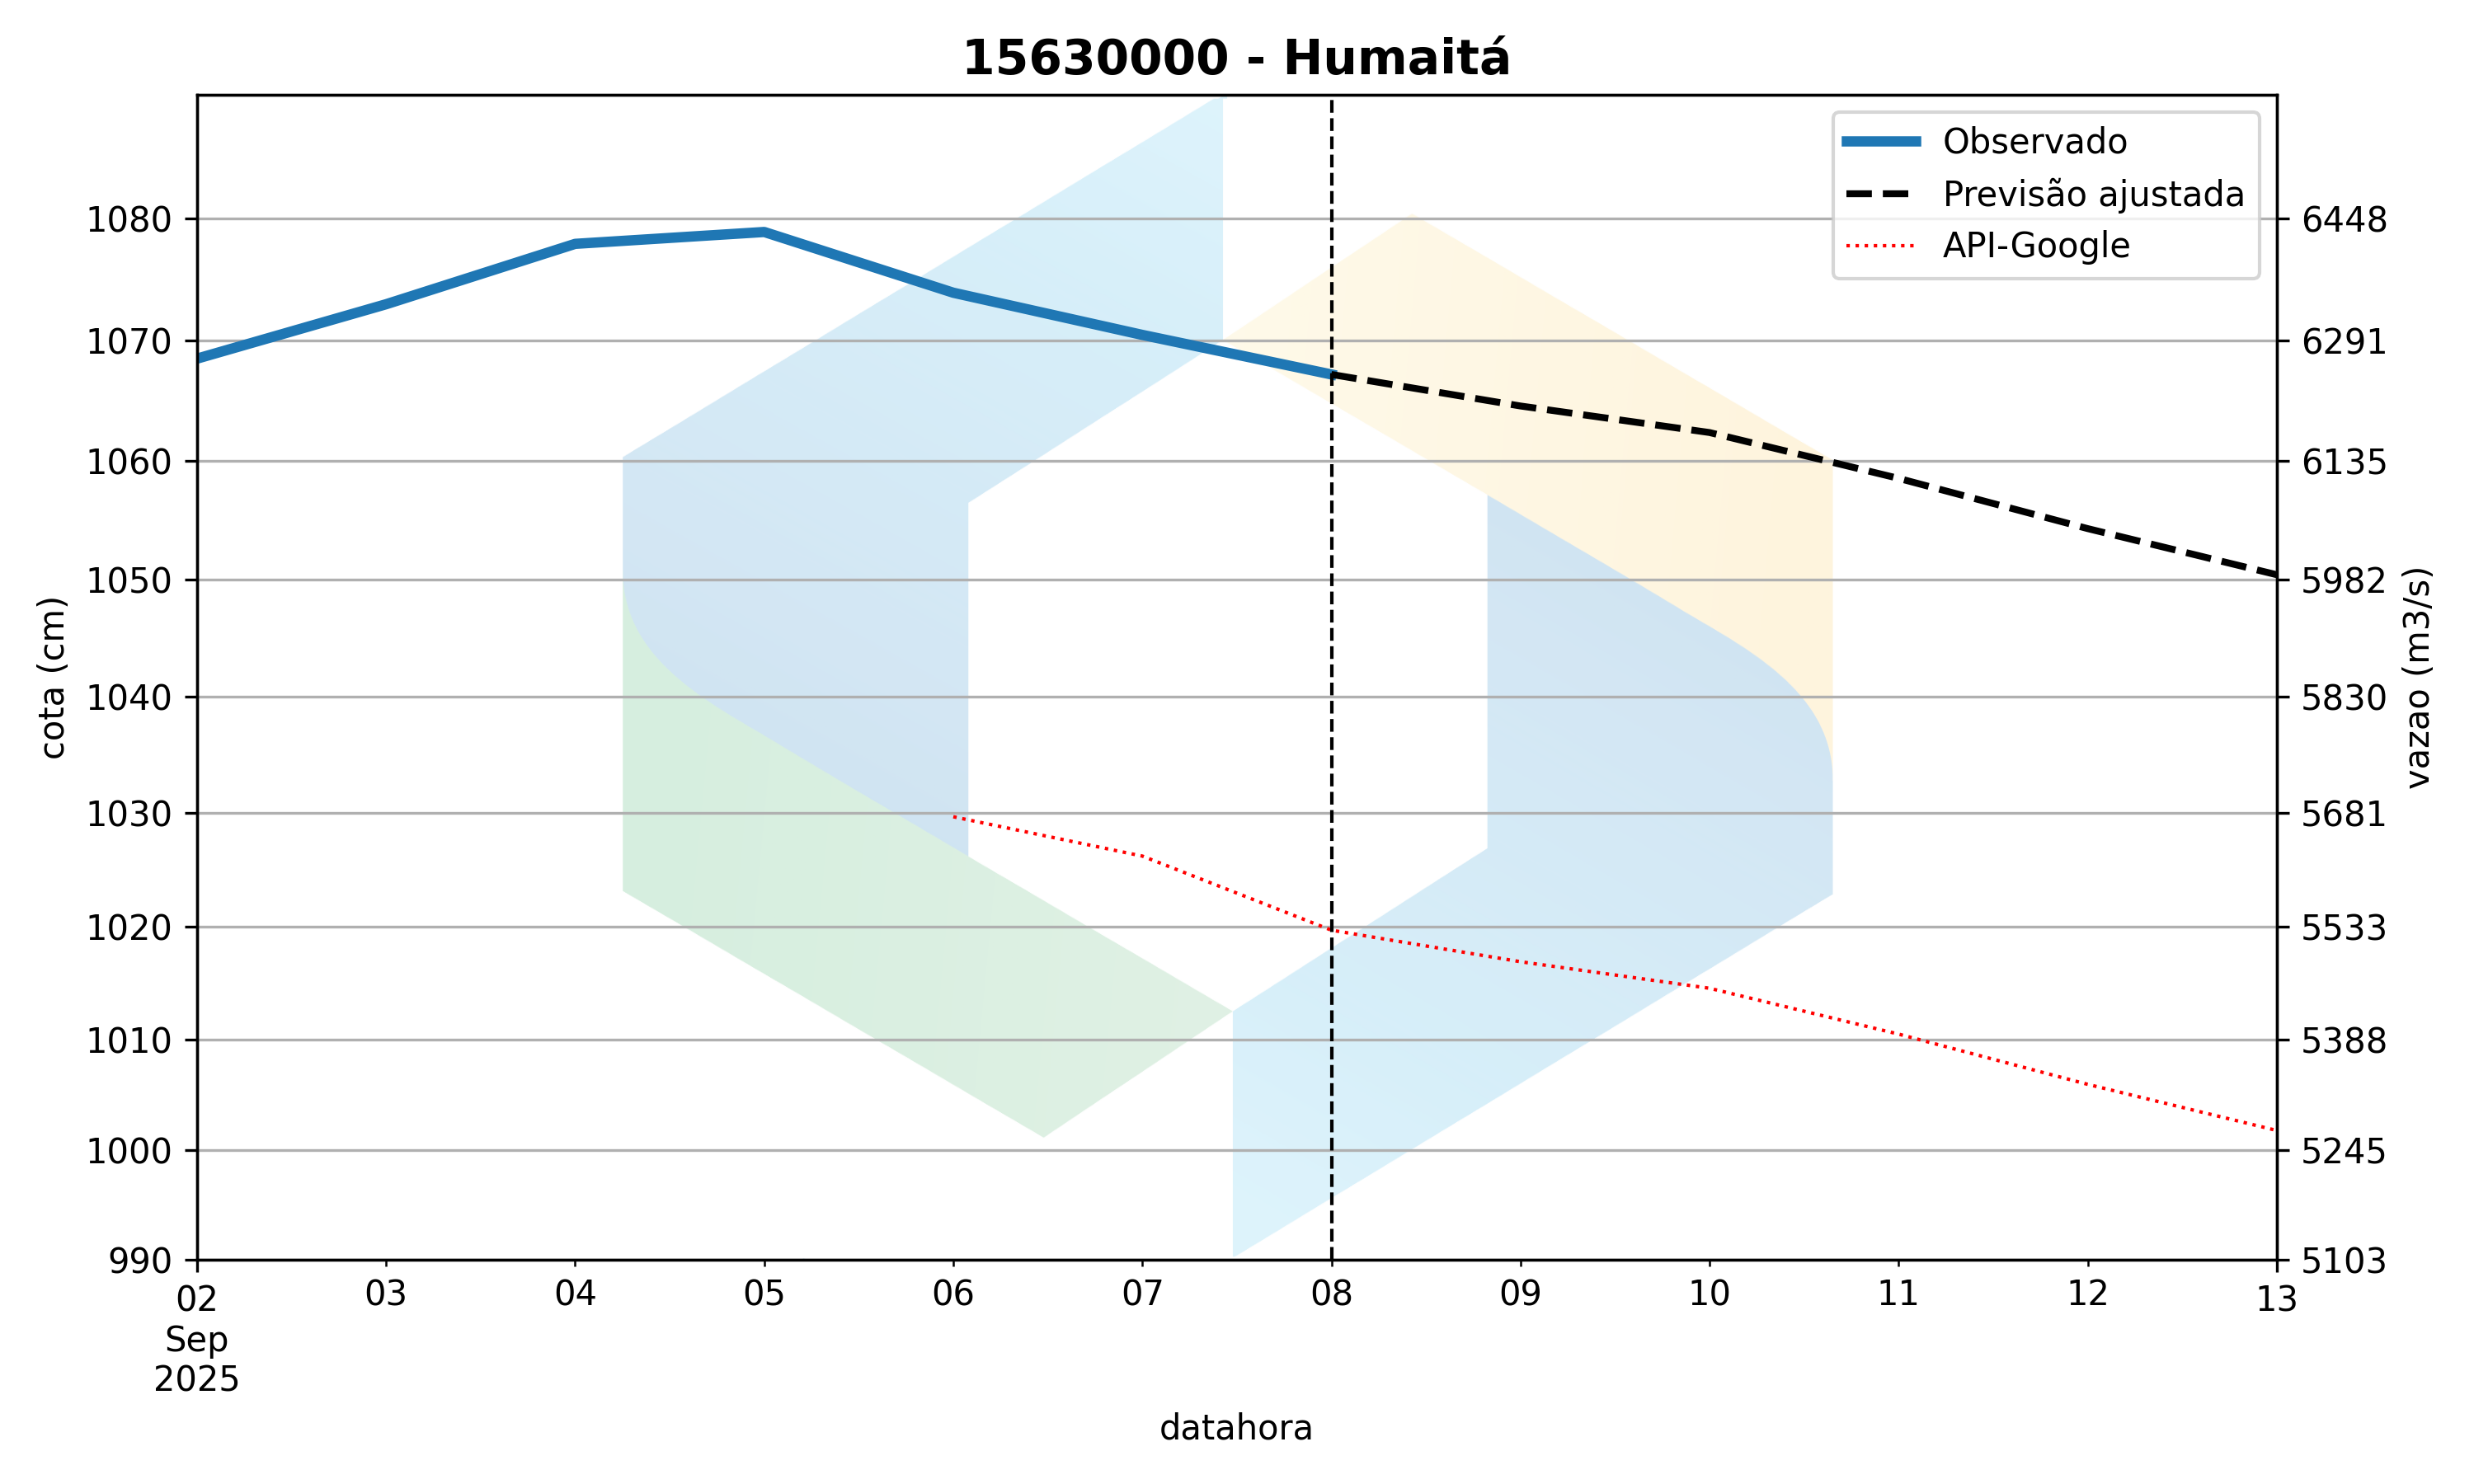 15630000 - Humaitá
Observado
Previsão ajustada
API-Google
cota (cm)
1080
1070
1060
1050
1040
1030
1020
1010
1000
990
6448
6291
6135
5982
5830
5681
5533
5388
5245
5103
vazao (m3/s)
02 03 04 05 06 07 08 09 10 11 12 13
Sep
2025
datahora